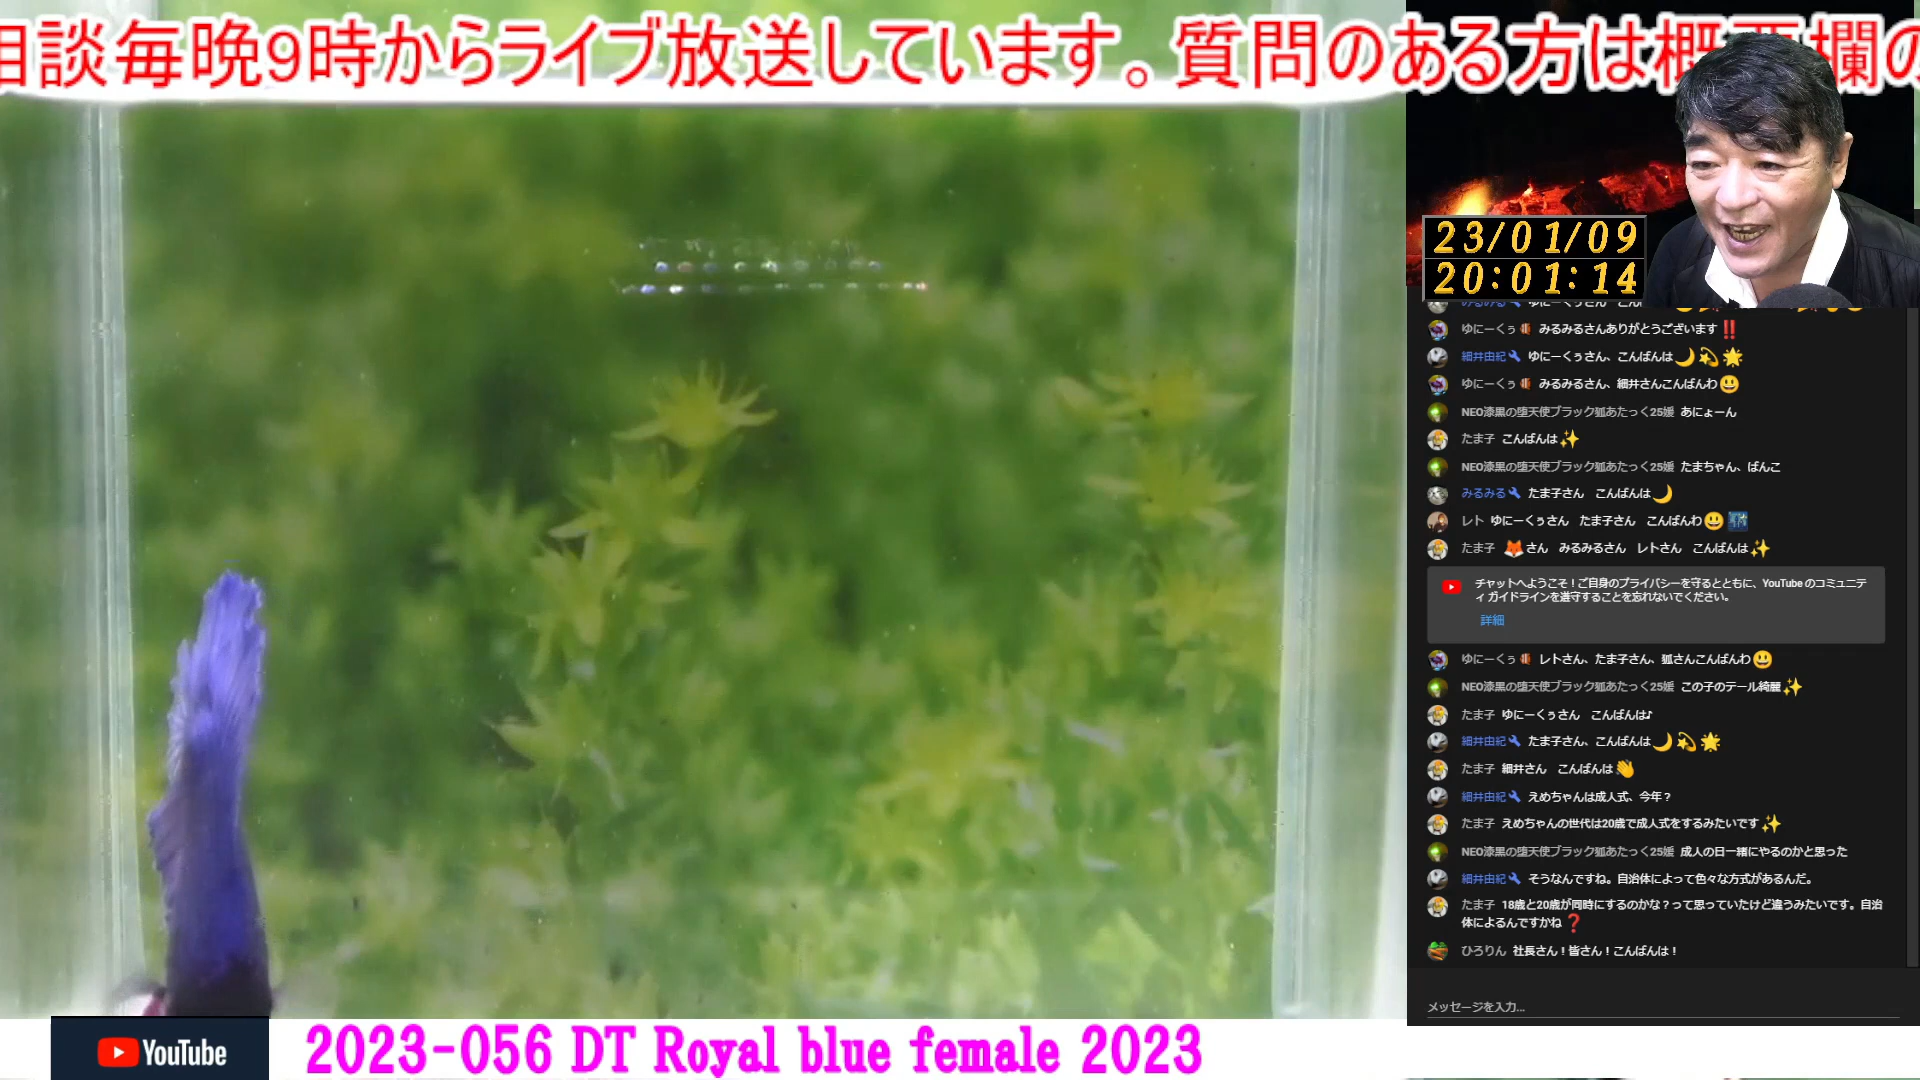 相談毎晩9時からライブ放送しています。質問のある方は概要欄の
23/01/09
20:01:14
みるみる ゆにーくぅさん こん
ゆにーくぅ みるみるさんありがとうございます‼️
細井由紀 ゆにーくぅさん、こんばんは🌙💫🌟
ゆにーくぅ みるみるさん、細井さんこんばんわ😃
NEO漆黒の堕天使ブラック狐あたっく25媛 あにょーん
たま子 こんばんは✨
NEO漆黒の堕天使ブラック狐あたっく25媛 たまちゃん、ばんこ
みるみる たま子さん こんばんは🌙
レト ゆにーくぅさん たま子さん こんばんわ😃🌃
たま子 🦊さん みるみるさん レトさん こんばんは✨
チャットへようこそ！ご自身のプライバシーを守るとともに、YouTube のコミュニテ
ィ ガイドラインを遵守することを忘れないでください。
詳細
ゆにーくぅ レトさん、たま子さん、狐さんこんばんわ😃
NEO漆黒の堕天使ブラック狐あたっく25媛 この子のテール綺麗✨
たま子 ゆにーくぅさん こんばんは♪
細井由紀 たま子さん、こんばんは🌙💫🌟
たま子 細井さん こんばんは👋
細井由紀 えめちゃんは成人式、今年？
たま子 えめちゃんの世代は20歳で成人式をするみたいです✨
NEO漆黒の堕天使ブラック狐あたっく25媛 成人の日一緒にやるのかと思った
細井由紀 そうなんですね。自治体によって色々な方式があるんだ。
たま子 18歳と20歳が同時にするのかな？って思っていたけど違うみたいです。自治
体によるんですかね❓
ひろりん 社長さん！皆さん！こんばんは！
メッセージを入力...
YouTube
2023-056 DT Royal blue female 2023